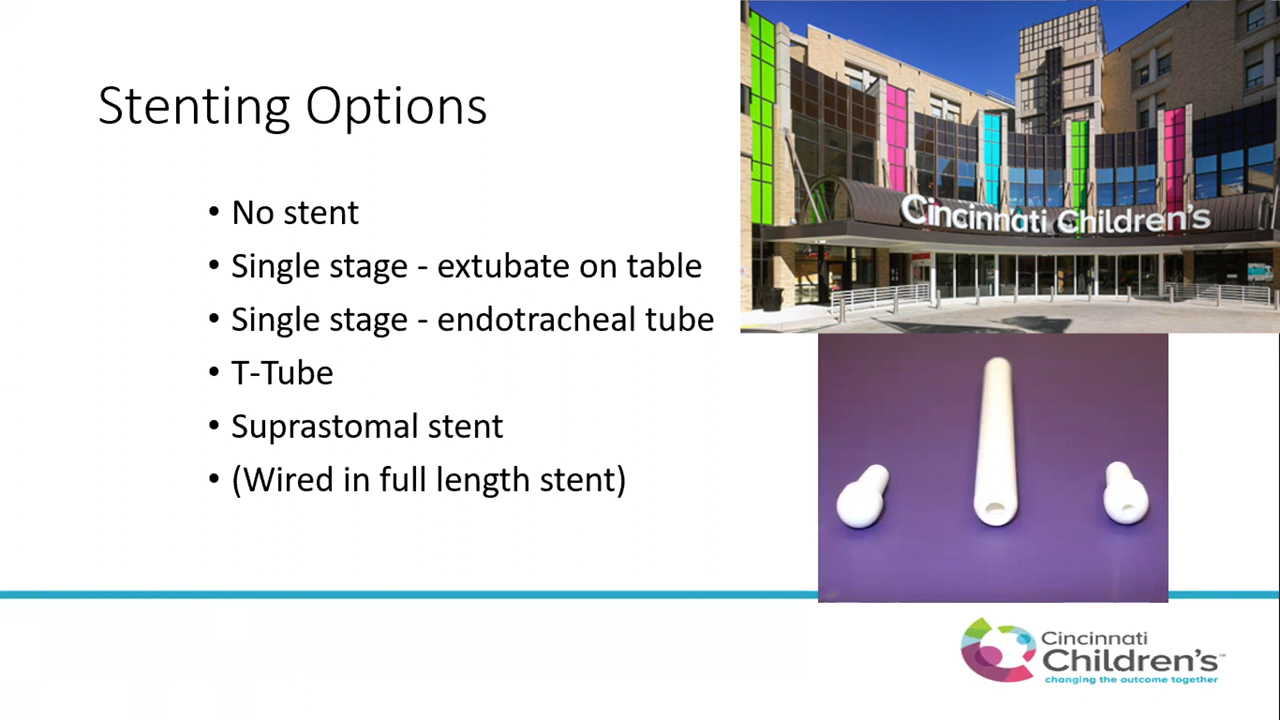 Stenting Options
• No stent
• Single stage - extubate on table
• Single stage - endotracheal tube
• T-Tube
• Suprastomal stent
• (Wired in full length stent)
Cincinnati Children's
Cincinnati
Children's™
changing the outcome together